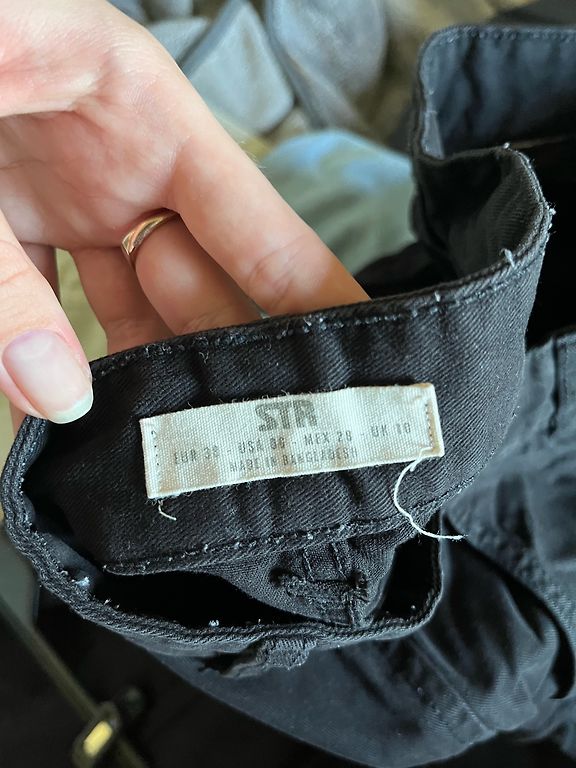 STR
EUR 38 - USA 06 - MEX 28 - UK 10
MADE IN BANGLADESH